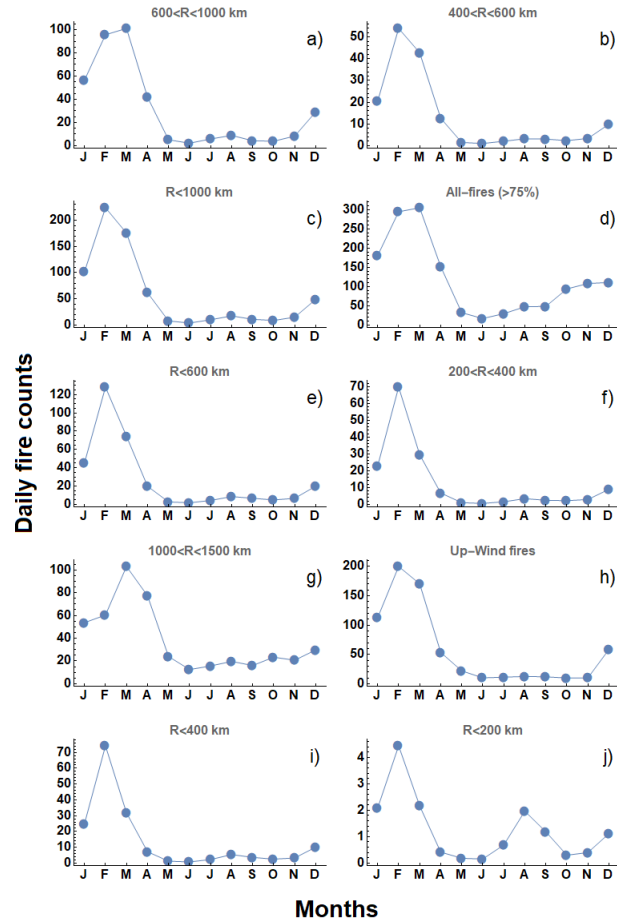 600<R<1000 km
a)
100
80
60
40
20
0
J F M A M J J A S O N D
400<R<600 km
b)
50
40
30
20
10
0
J F M A M J J A S O N D
R<1000 km
c)
200
150
100
50
0
J F M A M J J A S O N D
All-fires (>75%)
d)
300
250
200
150
100
50
0
J F M A M J J A S O N D
R<600 km
e)
120
100
80
60
40
20
0
J F M A M J J A S O N D
200<R<400 km
f)
70
60
50
40
30
20
10
0
J F M A M J J A S O N D
1000<R<1500 km
g)
100
80
60
40
20
0
J F M A M J J A S O N D
Up-Wind fires
h)
200
150
100
50
0
J F M A M J J A S O N D
R<400 km
i)
70
60
50
40
30
20
10
0
J F M A M J J A S O N D
R<200 km
j)
4
3
2
1
0
J F M A M J J A S O N D
Daily fire counts
Months